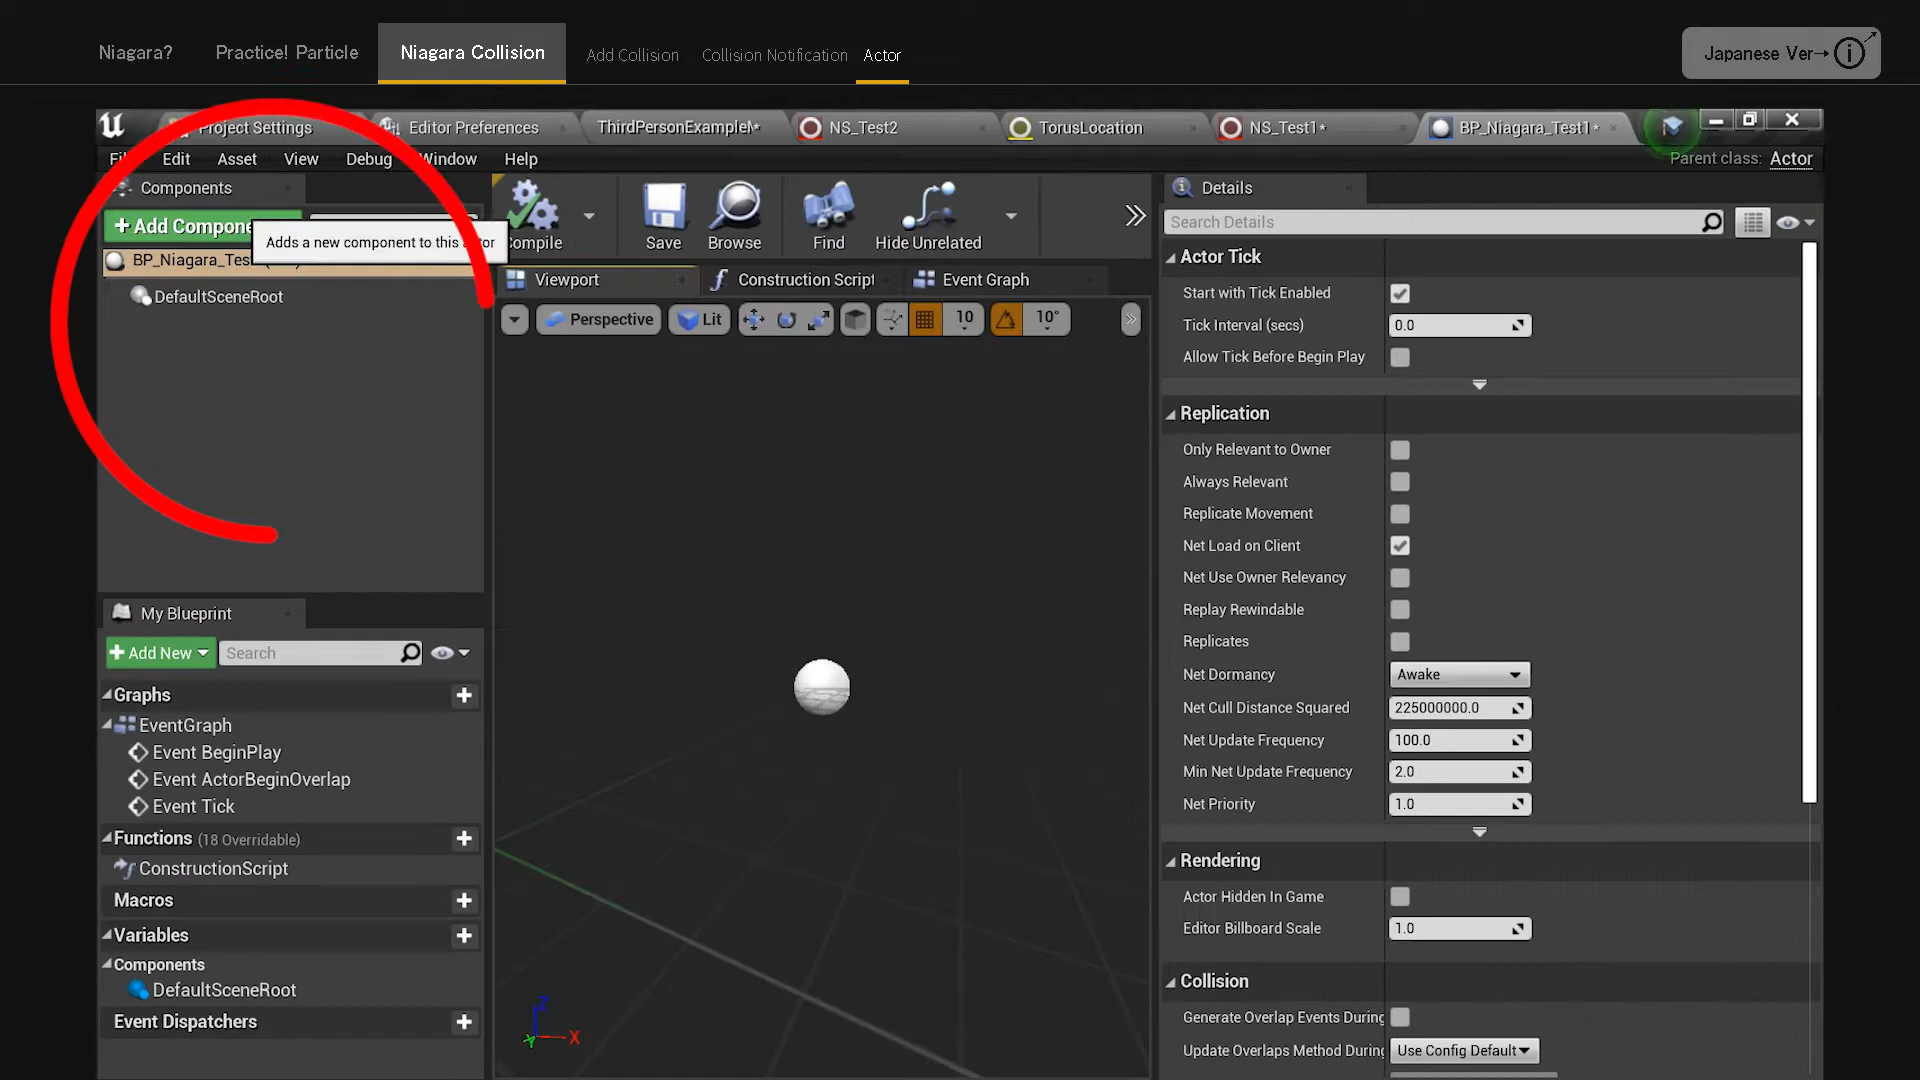 Niagara?
Practice! Particle
Niagara Collision
Add Collision
Collision Notification
Actor
Japanese Ver→
Project Settings
Editor Preferences
NS_Test2
TorusLocation
NS_Test1*
BP_Niagara_Test1*
Edit
Asset
View
Debug
Window
Help
Parent class: Actor
Components
Adds a new component to this actor
DefaultSceneRoot
Compile
Save
Browse
Find
Hide Unrelated
Viewport
Construction Script
Event Graph
Perspective
Lit
10
10°
My Blueprint
Add New
Search
Graphs
EventGraph
Event BeginPlay
Event ActorBeginOverlap
Event Tick
Functions (18 Overridable)
ConstructionScript
Macros
Variables
Components
DefaultSceneRoot
Event Dispatchers
Z
Y
X
Details
Search Details
Actor Tick
Start with Tick Enabled
Tick Interval (secs) 0.0
Allow Tick Before Begin Play
Replication
Only Relevant to Owner
Always Relevant
Replicate Movement
Net Load on Client
Net Use Owner Relevancy
Replay Rewindable
Replicates
Net Dormancy Awake
Net Cull Distance Squared 225000000.0
Net Update Frequency 100.0
Min Net Update Frequency 2.0
Net Priority 1.0
Rendering
Actor Hidden In Game
Editor Billboard Scale 1.0
Collision
Generate Overlap Events During
Update Overlaps Method During Use Config Default